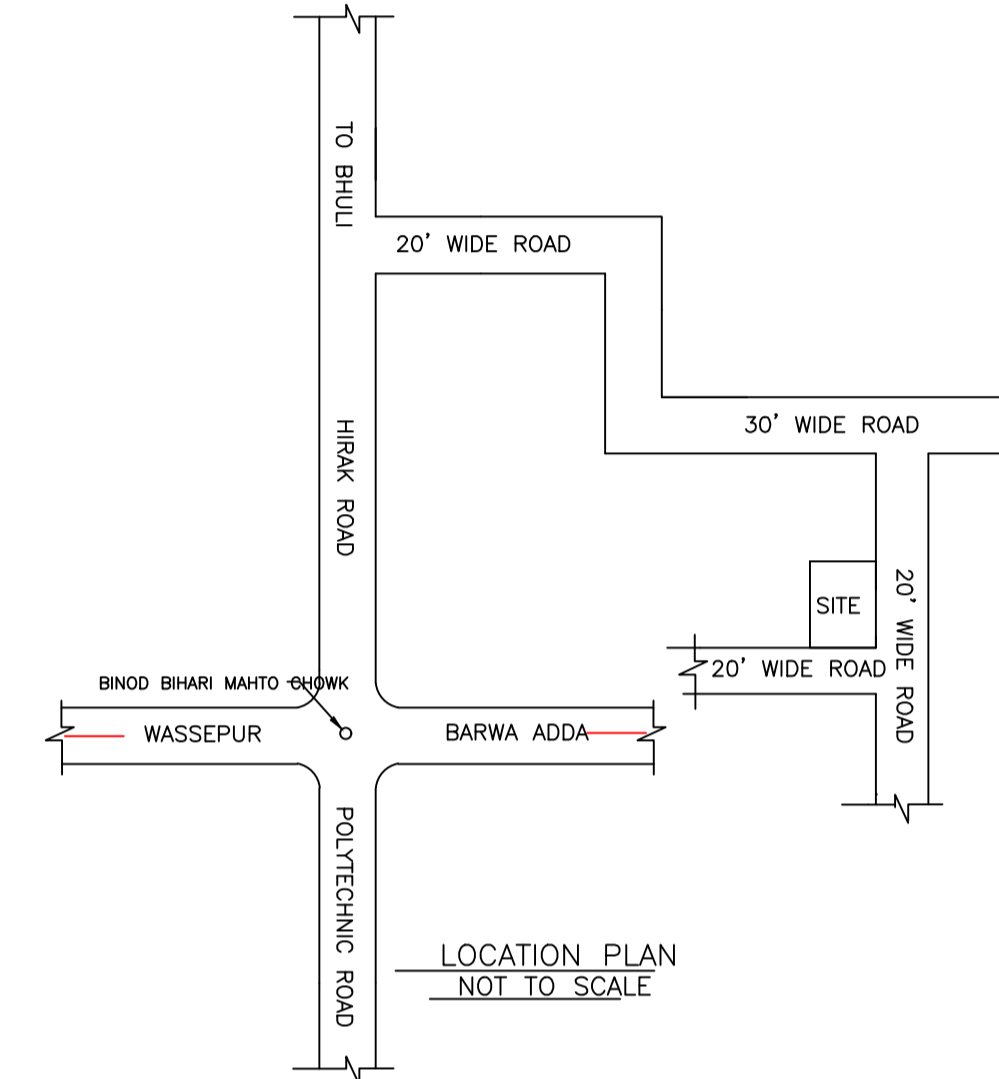 TO BHULI
20' WIDE ROAD
30' WIDE ROAD
HIRAK ROAD
SITE
20' WIDE ROAD
20' WIDE ROAD
BINOD BIHARI MAHTO CHOWK
WASSEPUR
BARWA ADDA
POLYTECHNIC ROAD
LOCATION PLAN
NOT TO SCALE